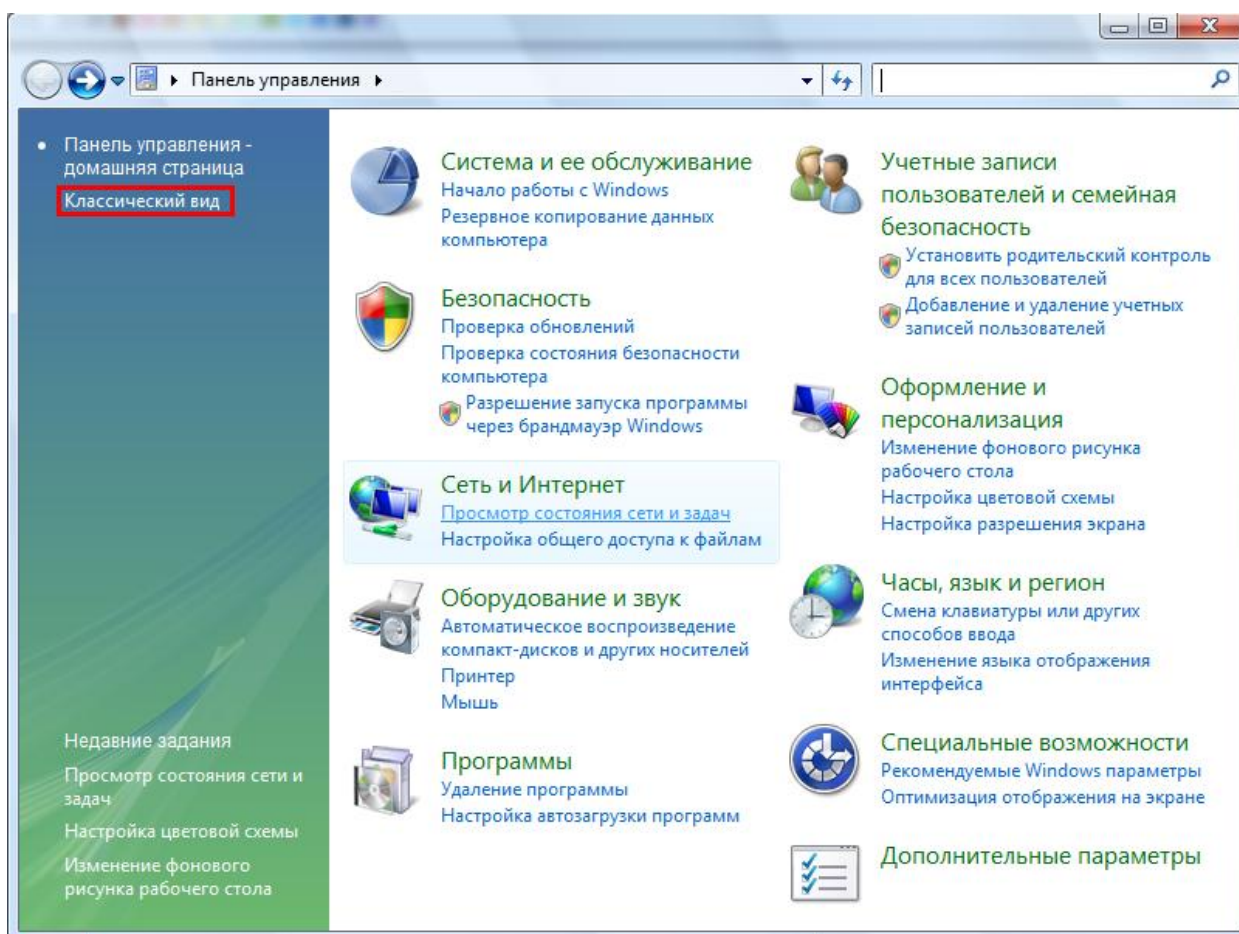 Панель управления
Панель управления -
домашняя страница
Классический вид
Система и ее обслуживание
Начало работы с Windows
Резервное копирование данных
компьютера
Безопасность
Проверка обновлений
Проверка состояния безопасности
компьютера
Разрешение запуска программы
через брандмауэр Windows
Сеть и Интернет
Просмотр состояния сети и задач
Настройка общего доступа к файлам
Оборудование и звук
Автоматическое воспроизведение
компакт-дисков и других носителей
Принтер
Мышь
Программы
Удаление программы
Настройка автозагрузки программ
Учетные записи
пользователей и семейная
безопасность
Установить родительский контроль
для всех пользователей
Добавление и удаление учетных
записей пользователей
Оформление и
персонализация
Изменение фонового рисунка
рабочего стола
Настройка цветовой схемы
Настройка разрешения экрана
Часы, язык и регион
Смена клавиатуры или других
способов ввода
Изменение языка отображения
интерфейса
Специальные возможности
Рекомендуемые Windows параметры
Оптимизация отображения на экране
Дополнительные параметры
Недавние задания
Просмотр состояния сети и
задач
Настройка цветовой схемы
Изменение фонового
рисунка рабочего стола